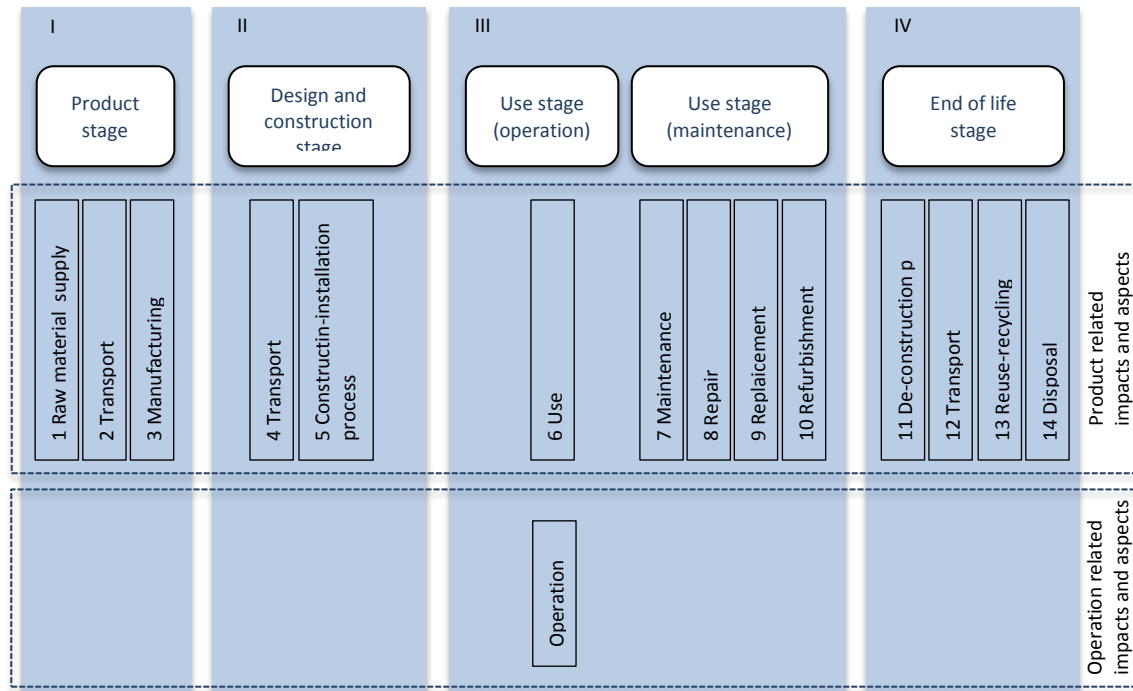 I
II
III
IV
Product
stage
Design and
construction
stage
Use stage
(operation)
Use stage
(maintenance)
End of life
stage
1 Raw material supply
2 Transport
3 Manufacturing
4 Transport
5 Constructin-installation
process
6 Use
7 Maintenance
8 Repair
9 Replaicement
10 Refurbishment
11 De-construction p
12 Transport
13 Reuse-recycling
14 Disposal
Product related
impacts and aspects
Operation
Operation related
impacts and aspects